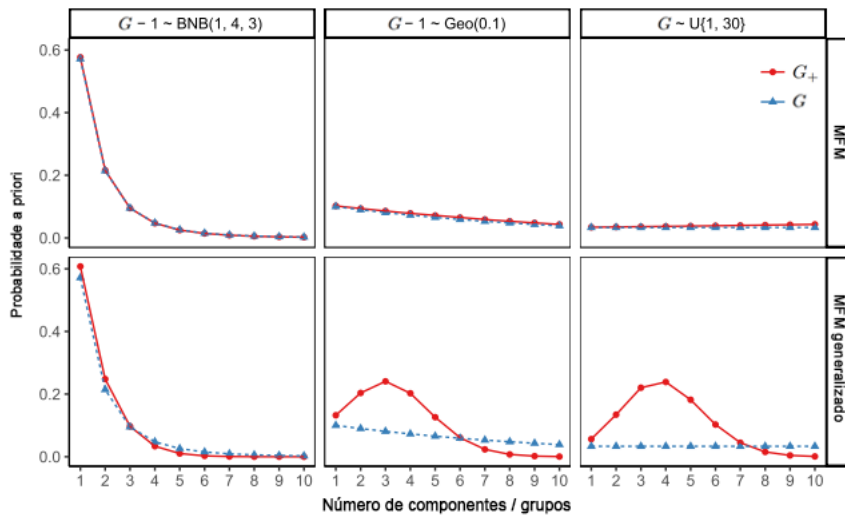 G − 1 ~ BNB(1, 4, 3)
G − 1 ~ Geo(0.1)
G ~ U{1, 30}
Probabilidade a priori
0.6
0.4
0.2
0.0
G+
G
MFM
0.6
0.4
0.2
0.0
MFM generalizado
1 2 3 4 5 6 7 8 9 10
1 2 3 4 5 6 7 8 9 10
1 2 3 4 5 6 7 8 9 10
Número de componentes / grupos